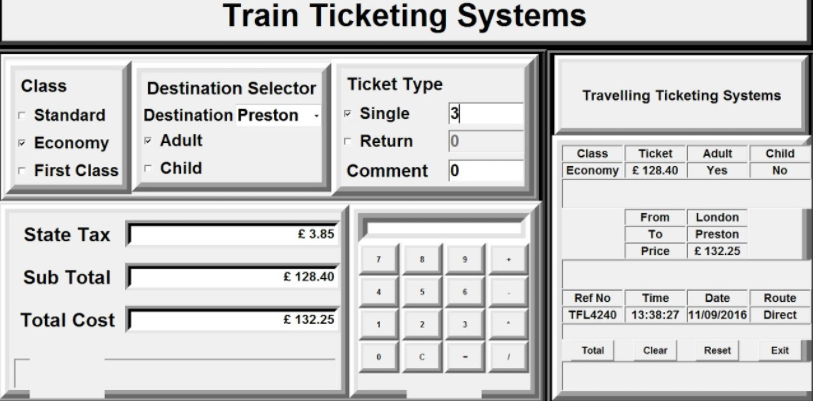 Train Ticketing Systems
Class
Standard
Economy
First Class
Destination Selector
Destination Preston
Adult
Child
Ticket Type
Single 3
Return 0
Comment 0
Travelling Ticketing Systems
Class Ticket Adult Child
Economy £ 128.40 Yes No
From London
To Preston
Price £ 132.25
Ref No Time Date Route
TFL4240 13:38:27 11/09/2016 Direct
Total Clear Reset Exit
State Tax £ 3.85
Sub Total £ 128.40
Total Cost £ 132.25
7 8 9 +
4 5 6 -
1 2 3 *
0 C = /